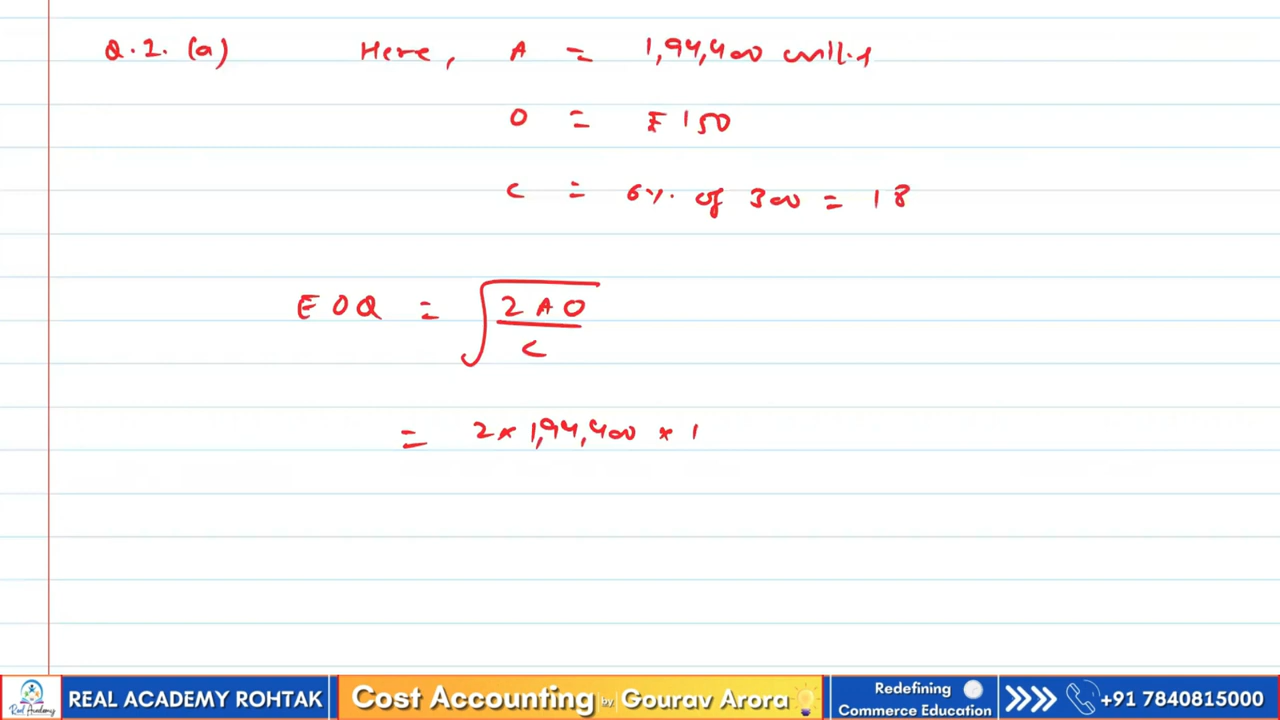 Q.2. (a) Here, A = 1,94,400 units
O = ₹ 150
C = 6% of 300 = 18
EOQ = √2AO
C
= 2 × 1,94,400 × 1
Real Academy
REAL ACADEMY ROHTAK Cost Accounting by Gourav Arora Redefining Commerce Education +91 7840815000